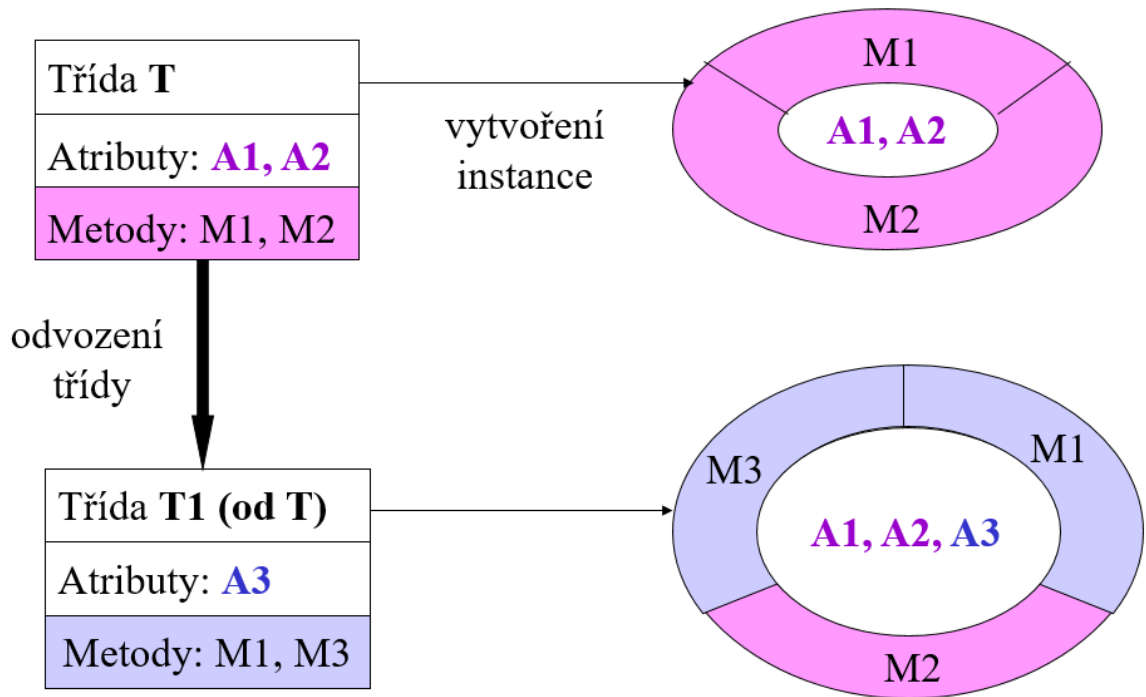 Třída T
Atributy: A1, A2
Metody: M1, M2
vytvoření
instance
M1
A1, A2
M2
odvození
třídy
Třída T1 (od T)
Atributy: A3
Metody: M1, M3
M3
M1
A1, A2, A3
M2